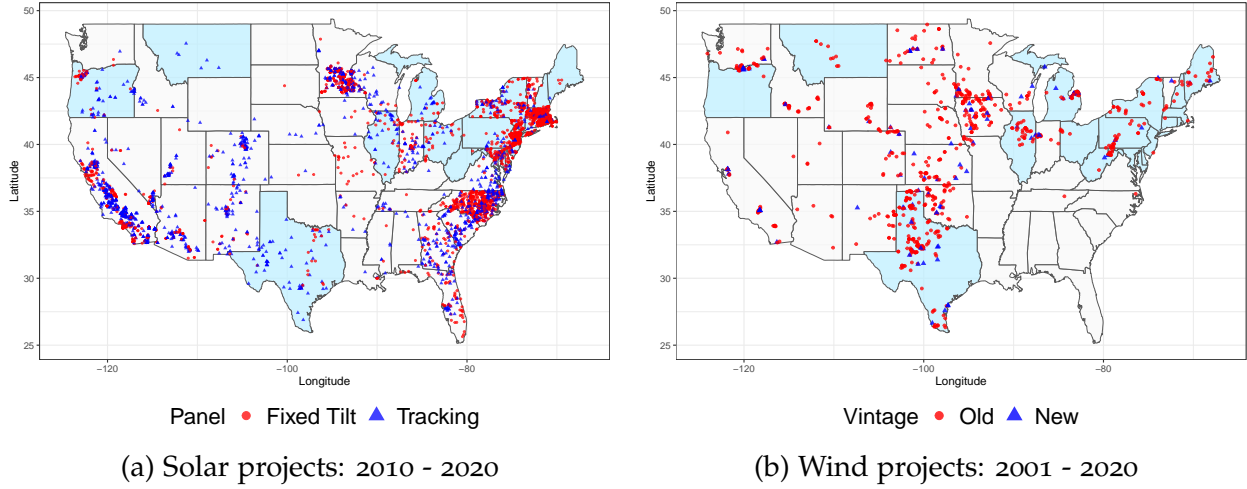 50
45
40
35
30
25
Latitude
−120
−100
−80
Longitude
Panel Fixed Tilt Tracking
(a) Solar projects: 2010 - 2020
50
45
40
35
30
25
Latitude
−120
−100
−80
Longitude
Vintage Old New
(b) Wind projects: 2001 - 2020